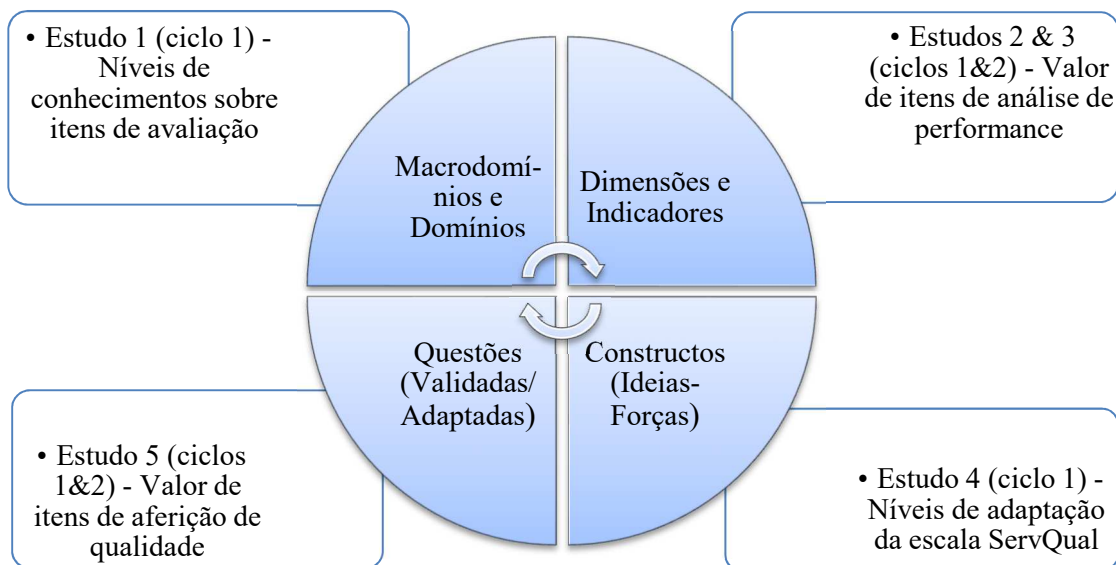 • Estudo 1 (ciclo 1) -
Níveis de
conhecimentos sobre
itens de avaliação
• Estudos 2 & 3
(ciclos 1&2) - Valor
de itens de análise de
performance
Macrodomí-
nios e
Domínios
Dimensões e
Indicadores
Questões
(Validadas/
Adaptadas)
Constructos
(Ideias-
Forças)
• Estudo 5 (ciclos
1&2) - Valor de
itens de aferição de
qualidade
• Estudo 4 (ciclo 1) -
Níveis de adaptação
da escala ServQual